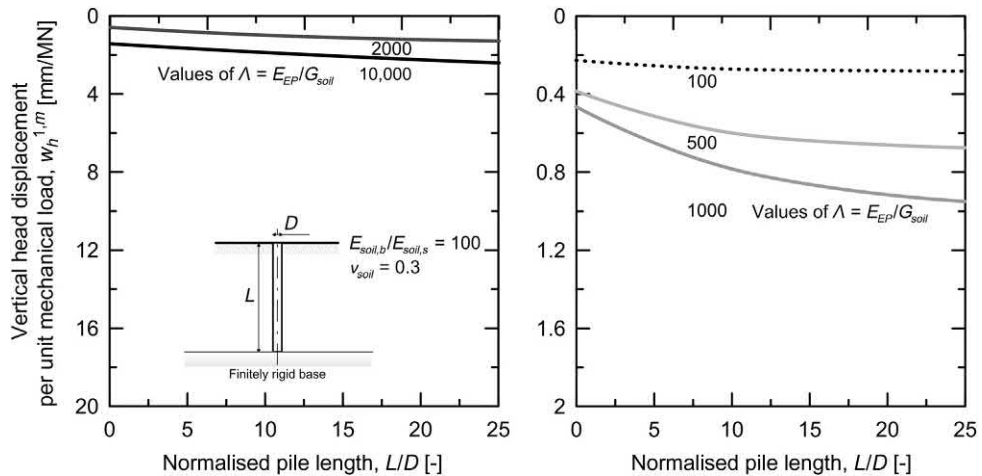 Vertical head displacement
per unit mechanical load, w_h^{1,m} [mm/MN]
0
4
8
12
16
20
2000
Values of Λ = E_EP/G_soil
10,000
D
L
E_soil,b/E_soil,s = 100
ν_soil = 0.3
Finitely rigid base
0 5 10 15 20 25
Normalised pile length, L/D [-]
0
0.4
0.8
1.2
1.6
2
100
500
1000 Values of Λ = E_EP/G_soil
0 5 10 15 20 25
Normalised pile length, L/D [-]